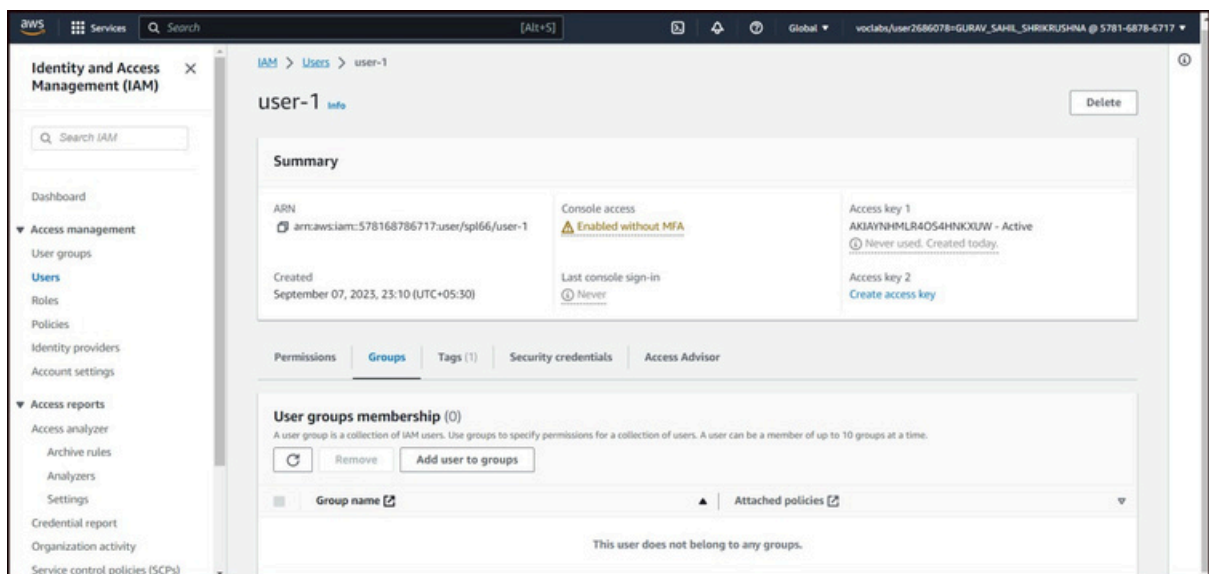 aws Services Search [Alt+S] Global voclabs/user2686078=GURAV_SAHIL_SHRIKRUSHNA @ 5781-6878-6717
Identity and Access Management (IAM)
Search IAM
Dashboard
Access management
User groups
Users
Roles
Policies
Identity providers
Account settings
Access reports
Access analyzer
Archive rules
Analyzers
Settings
Credential report
Organization activity
Service control policies (SCPs)
IAM > Users > user-1
user-1 Info
Delete
Summary
ARN
arn:aws:iam::578168786717:user/spl66/user-1
Console access
Enabled without MFA
Access key 1
AKIAYNHMLR4OS4HNKXUW - Active
Never used. Created today.
Created
September 07, 2023, 23:10 (UTC+05:30)
Last console sign-in
Never
Access key 2
Create access key
Permissions Groups Tags (1) Security credentials Access Advisor
User groups membership (0)
A user group is a collection of IAM users. Use groups to specify permissions for a collection of users. A user can be a member of up to 10 groups at a time.
Remove Add user to groups
Group name Attached policies
This user does not belong to any groups.